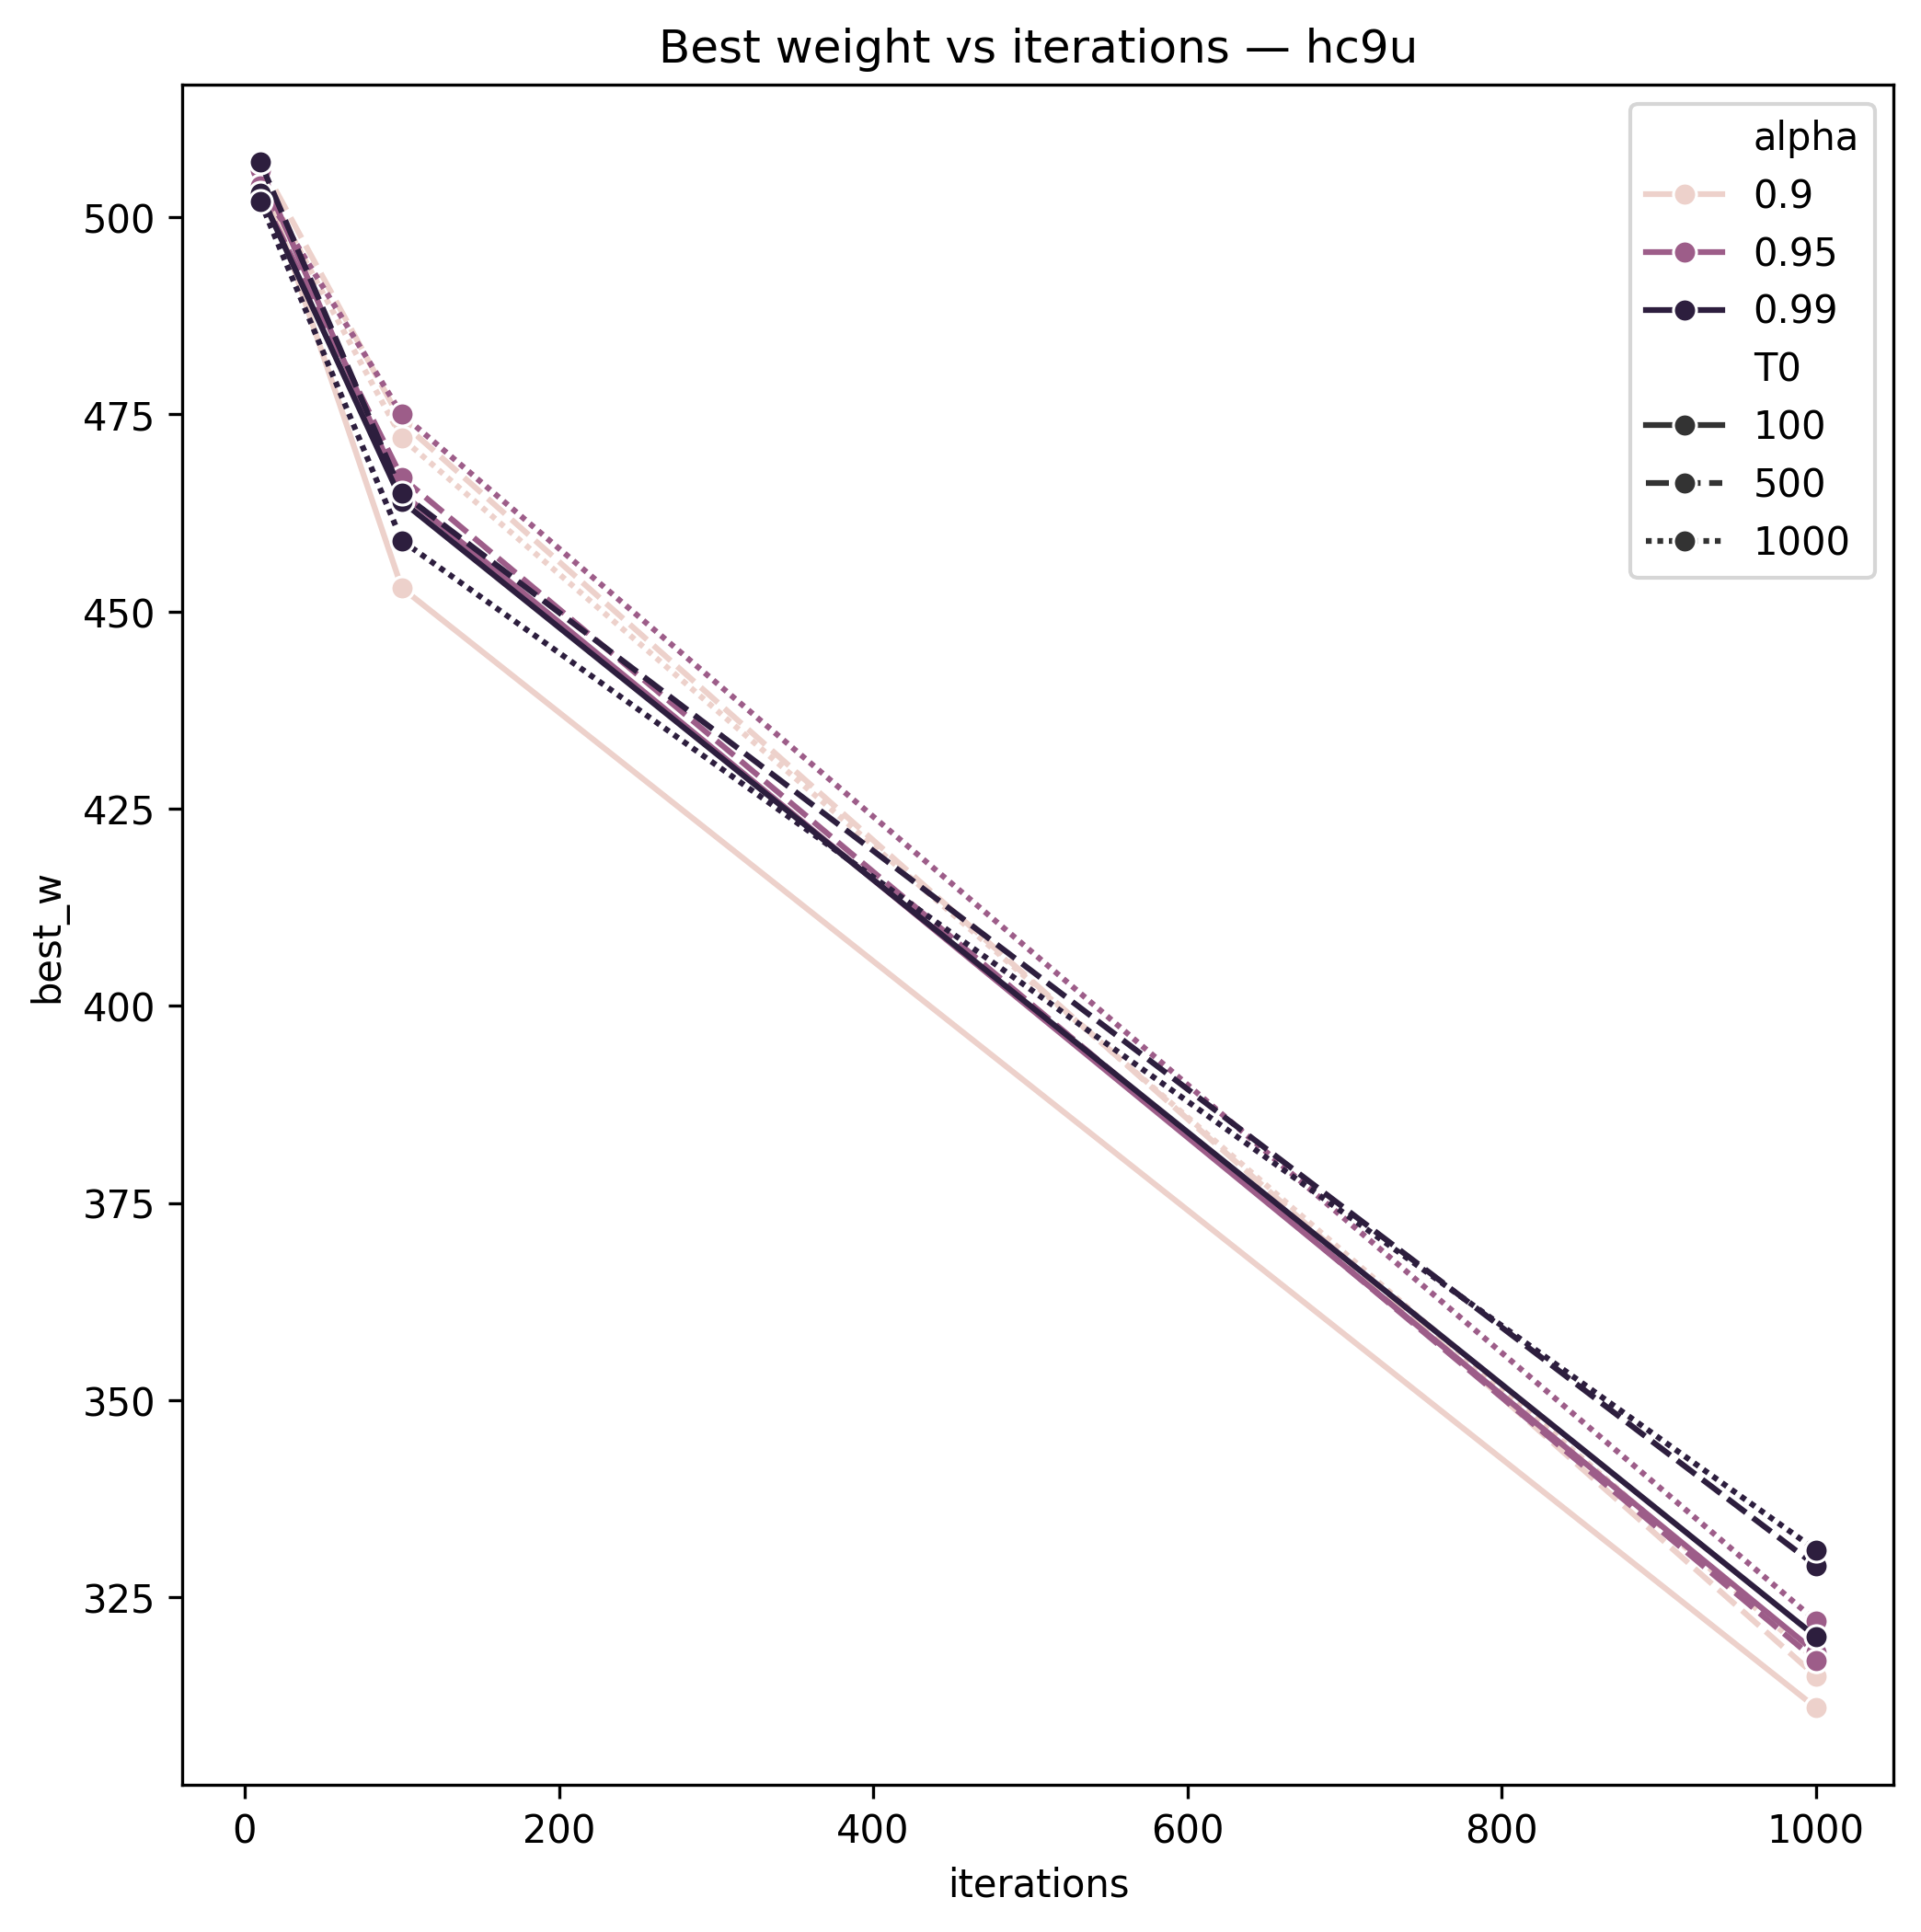 Best weight vs iterations — hc9u
alpha
0.9
0.95
0.99
T0
100
500
1000
best_w
500
475
450
425
400
375
350
325
0 200 400 600 800 1000
iterations